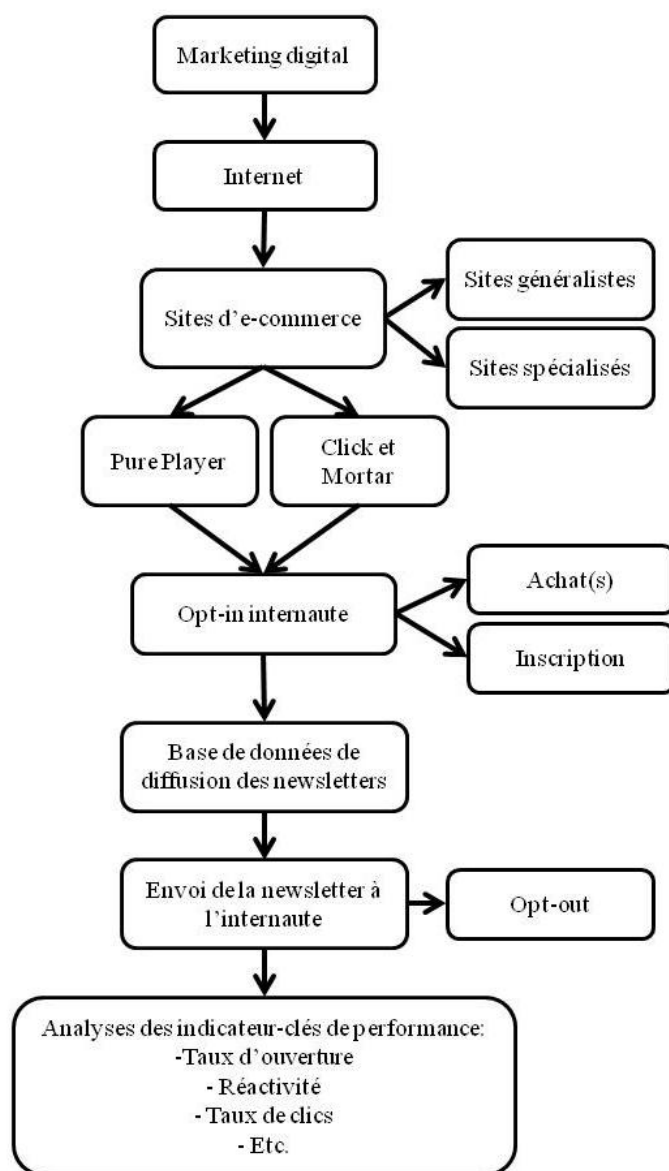 Marketing digital
Internet
Sites d’e-commerce
Sites généralistes
Sites spécialisés
Pure Player
Click et
Mortar
Opt-in internaute
Achat(s)
Inscription
Base de données de
diffusion des newsletters
Envoi de la newsletter à
l’internaute
Opt-out
Analyses des indicateur-clés de performance:
-Taux d’ouverture
- Réactivité
- Taux de clics
- Etc.